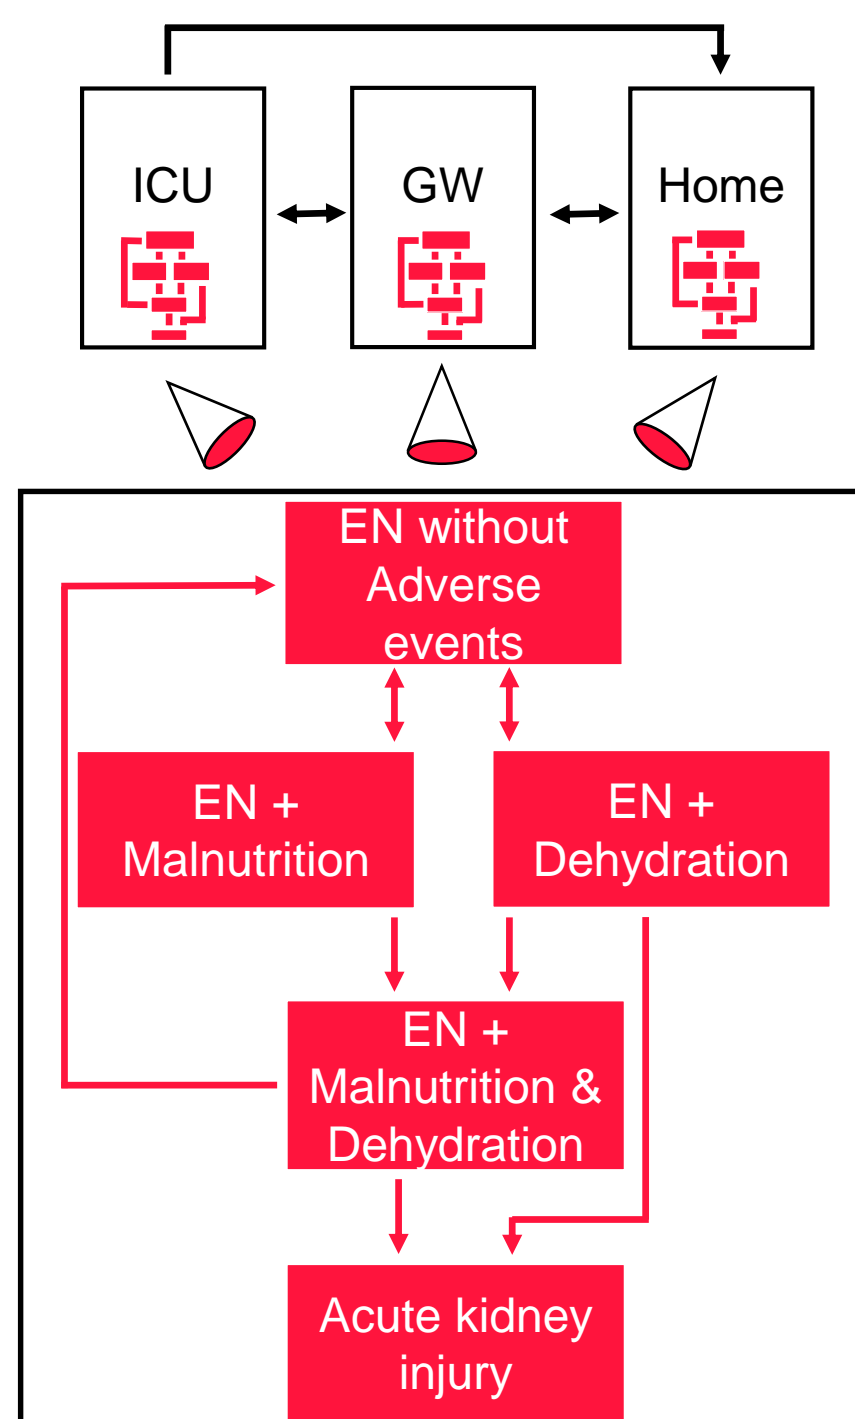 ICU
GW
Home
EN without
Adverse
events
EN +
Malnutrition
EN +
Dehydration
EN +
Malnutrition &
Dehydration
Acute kidney
injury